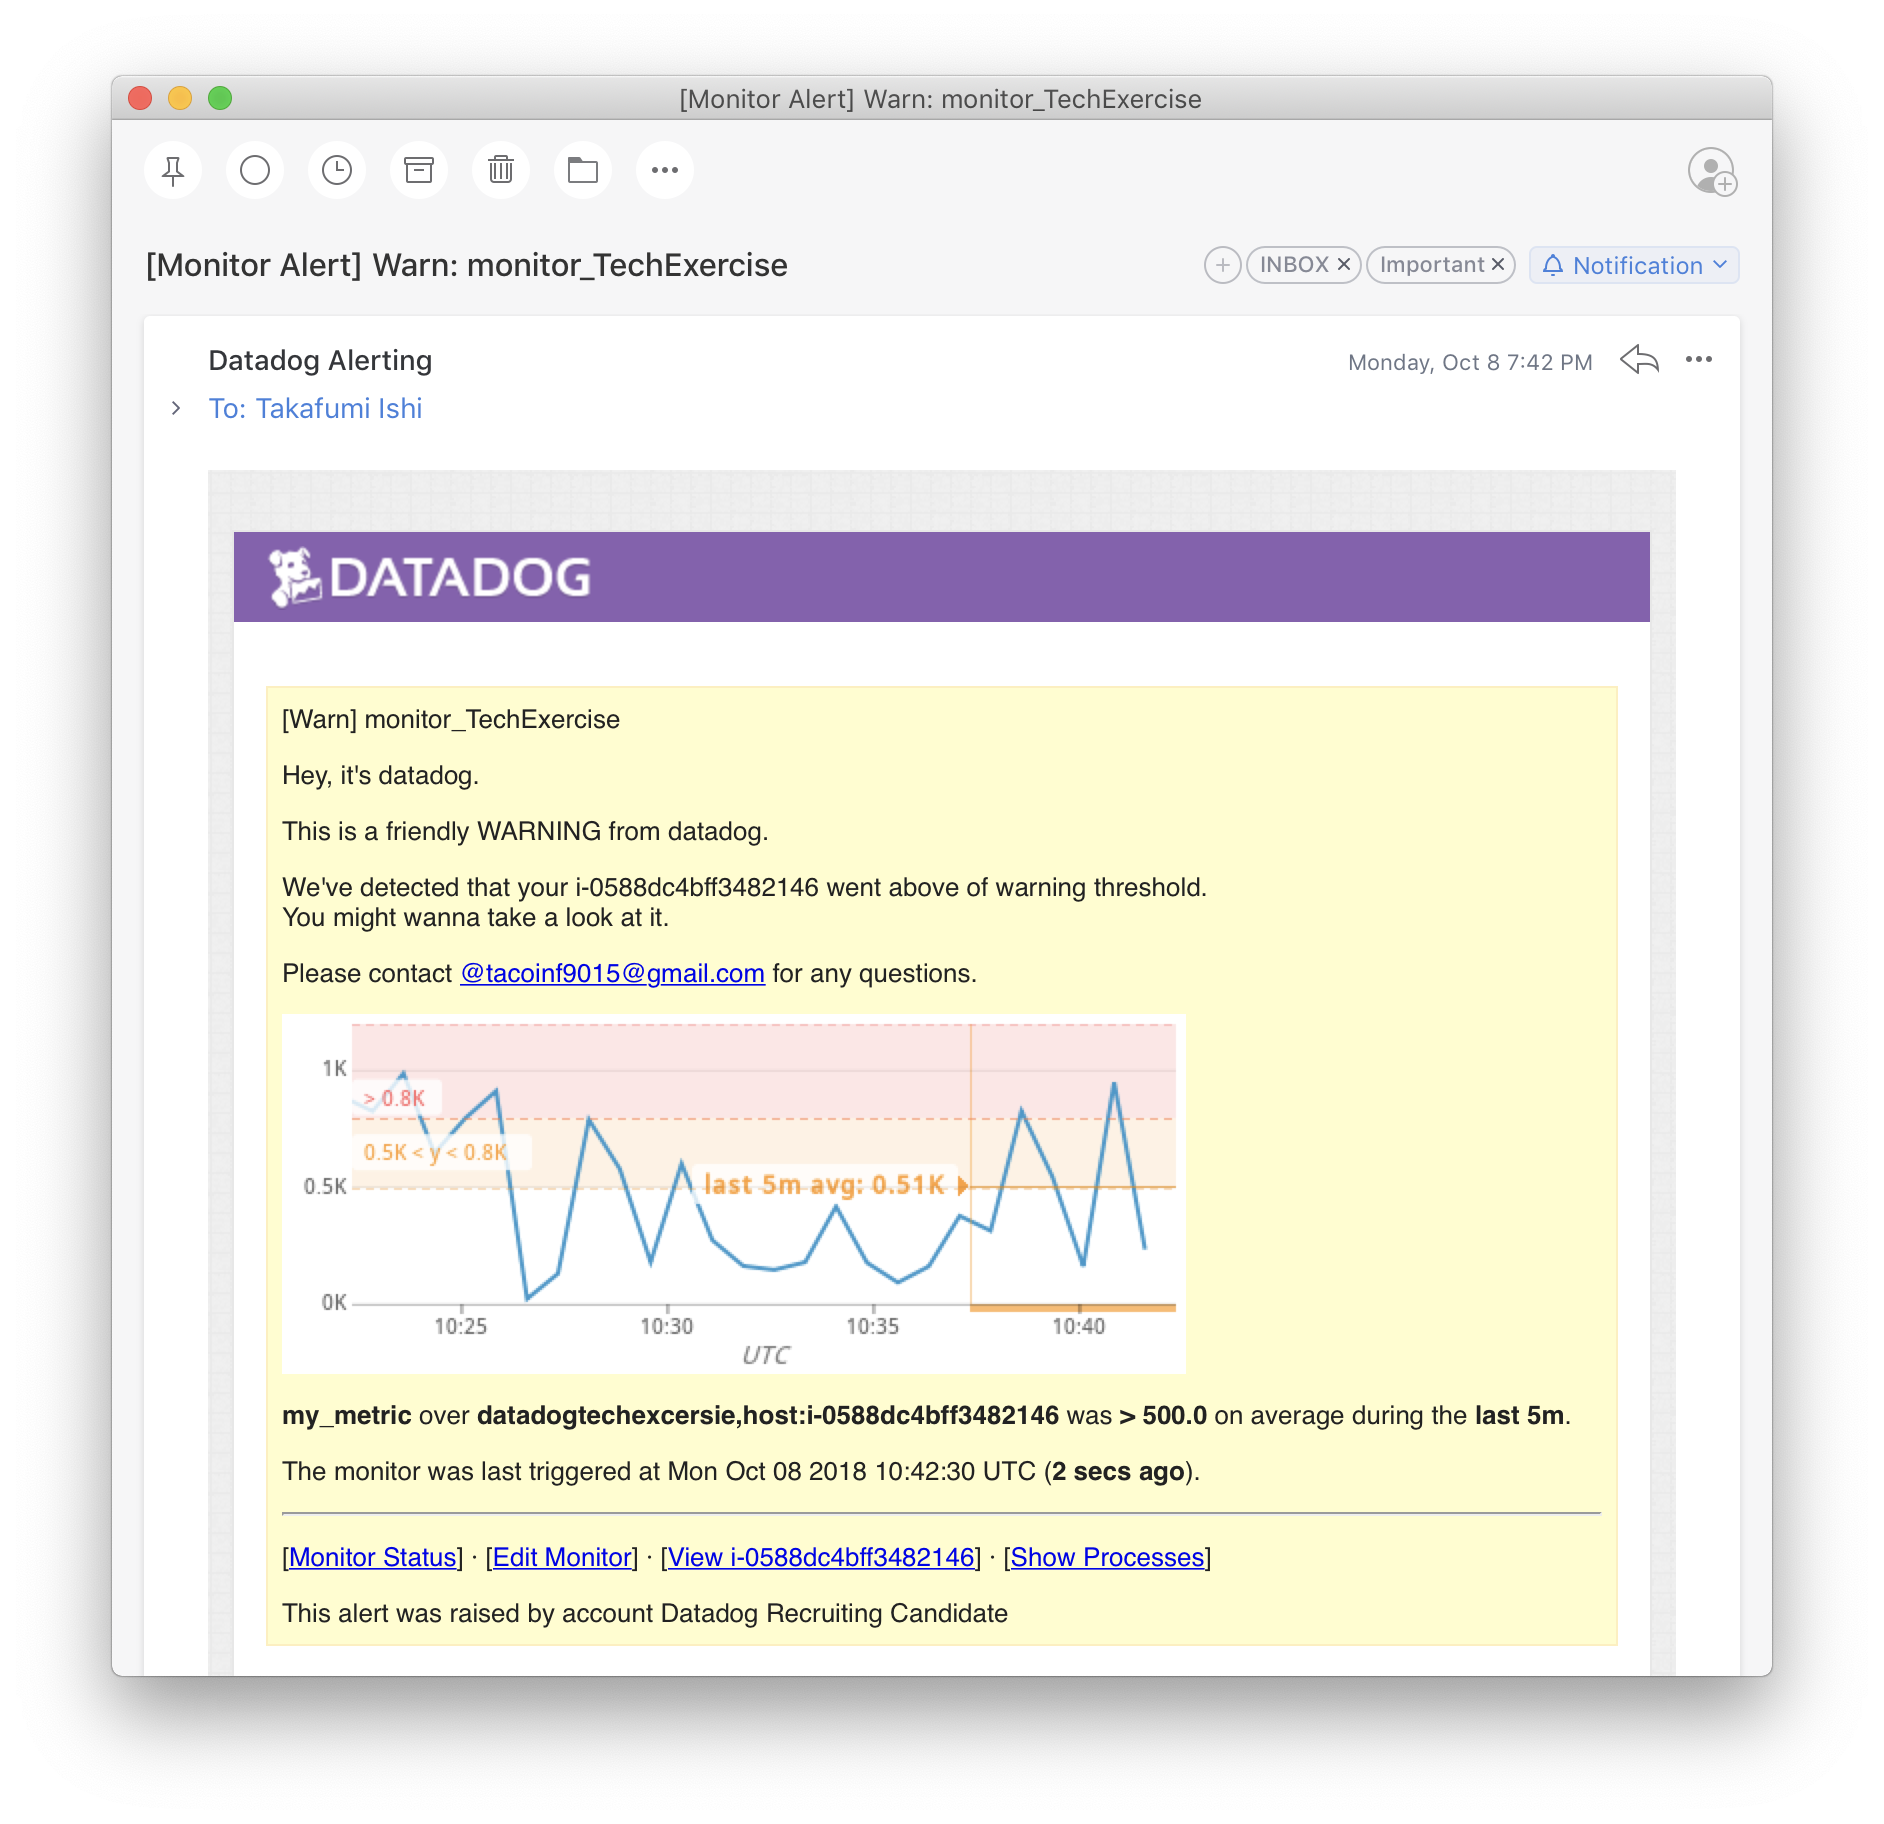 [Monitor Alert] Warn: monitor_TechExercise
[Monitor Alert] Warn: monitor_TechExercise
INBOX
Important
Notification
Datadog Alerting
Monday, Oct 8 7:42 PM
To: Takafumi Ishi
DATADOG
[Warn] monitor_TechExercise
Hey, it's datadog.
This is a friendly WARNING from datadog.
We've detected that your i-0588dc4bff3482146 went above of warning threshold.
You might wanna take a look at it.
Please contact @tacoinf9015@gmail.com for any questions.
1K
> 0.8K
0.5K < y < 0.8K
0.5K
last 5m avg: 0.51K
0K
10:25 10:30 10:35 10:40
UTC
my_metric over datadogtechexcersie,host:i-0588dc4bff3482146 was > 500.0 on average during the last 5m.
The monitor was last triggered at Mon Oct 08 2018 10:42:30 UTC (2 secs ago).
[Monitor Status] · [Edit Monitor] · [View i-0588dc4bff3482146] · [Show Processes]
This alert was raised by account Datadog Recruiting Candidate